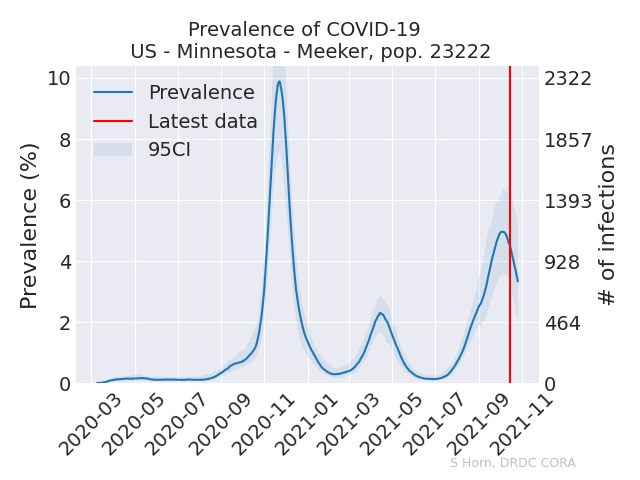 Prevalence of COVID-19
US - Minnesota - Meeker, pop. 23222
Prevalence (%)
10
8
6
4
2
0
Prevalence
Latest data
95CI
2322
1857
1393
928
464
0
# of infections
2020-03
2020-05
2020-07
2020-09
2020-11
2021-01
2021-03
2021-05
2021-07
2021-09
2021-11
S Horn, DRDC CORA